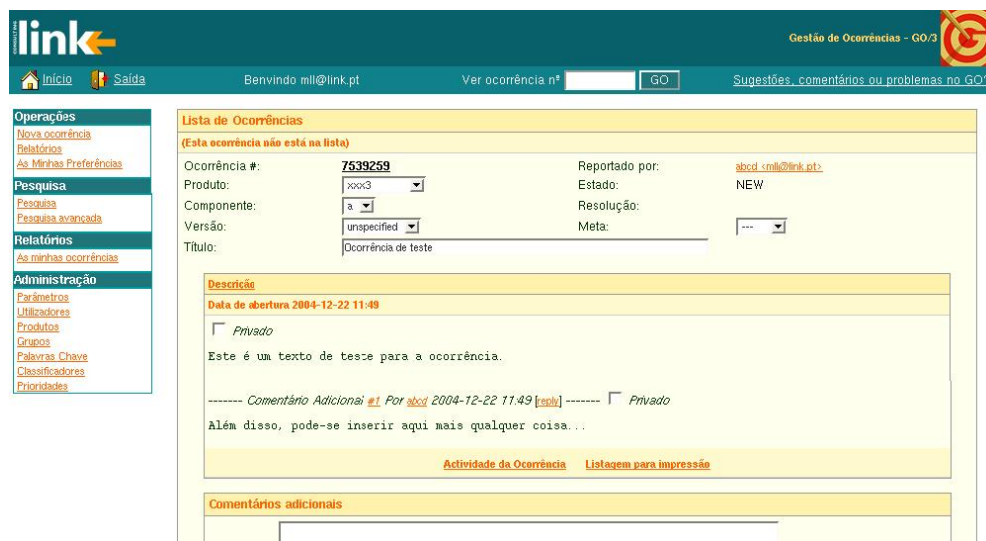 CONSULTING
link
Gestão de Ocorrências - GO/3
Início Saída Benvindo mll@link.pt Ver ocorrência nº GO Sugestões, comentários ou problemas no GO?
Operações
Nova ocorrência
Relatórios
As Minhas Preferências
Pesquisa
Pesquisa
Pesquisa avançada
Relatórios
As minhas ocorrências
Administração
Parâmetros
Utilizadores
Produtos
Grupos
Palavras Chave
Classificadores
Prioridades
Lista de Ocorrências
(Esta ocorrência não está na lista)
Ocorrência #: 7539259 Reportado por: abcd <mll@link.pt>
Produto: xxx3 Estado: NEW
Componente: a Resolução:
Versão: unspecified Meta: ---
Título: Ocorrência de teste
Descrição
Data de abertura 2004-12-22 11:49
Privado
Este é um texto de teste para a ocorrência.
------- Comentário Adicional #1 Por abcd 2004-12-22 11:49 [reply] ------- Privado
Além disso, pode-se inserir aqui mais qualquer coisa...
Actividade da Ocorrência Listagem para impressão
Comentários adicionais